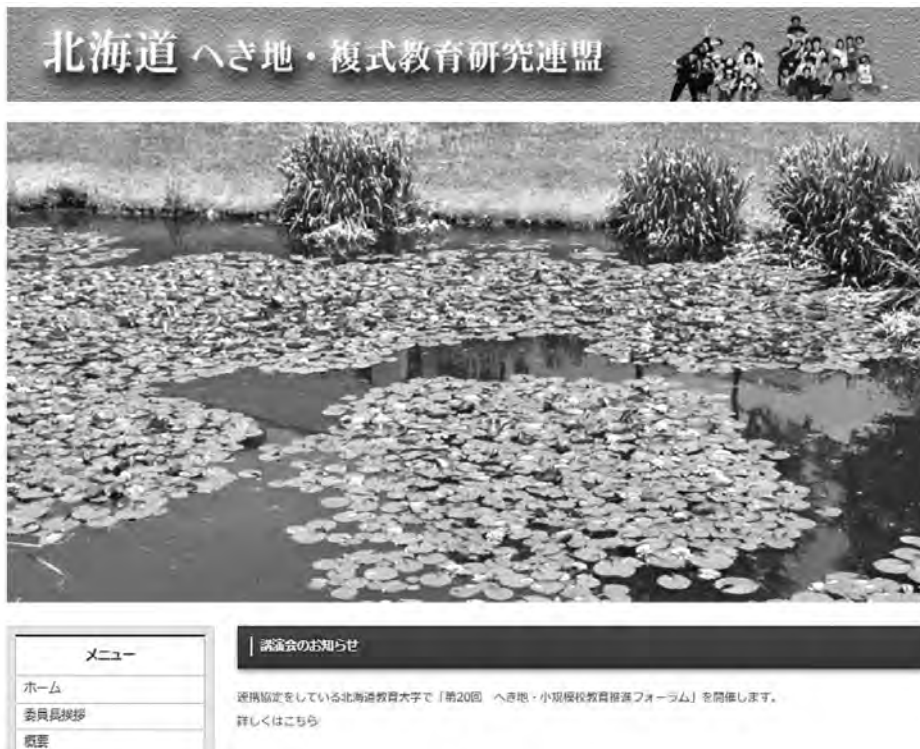 北海道 へき地・複式教育研究連盟
メニュー
ホーム
委員長挨拶
概要
講演会のお知らせ
連携協定をしている北海道教育大学で「第20回　へき地・小規模校教育推進フォーラム」を開催します。
詳しくはこちら